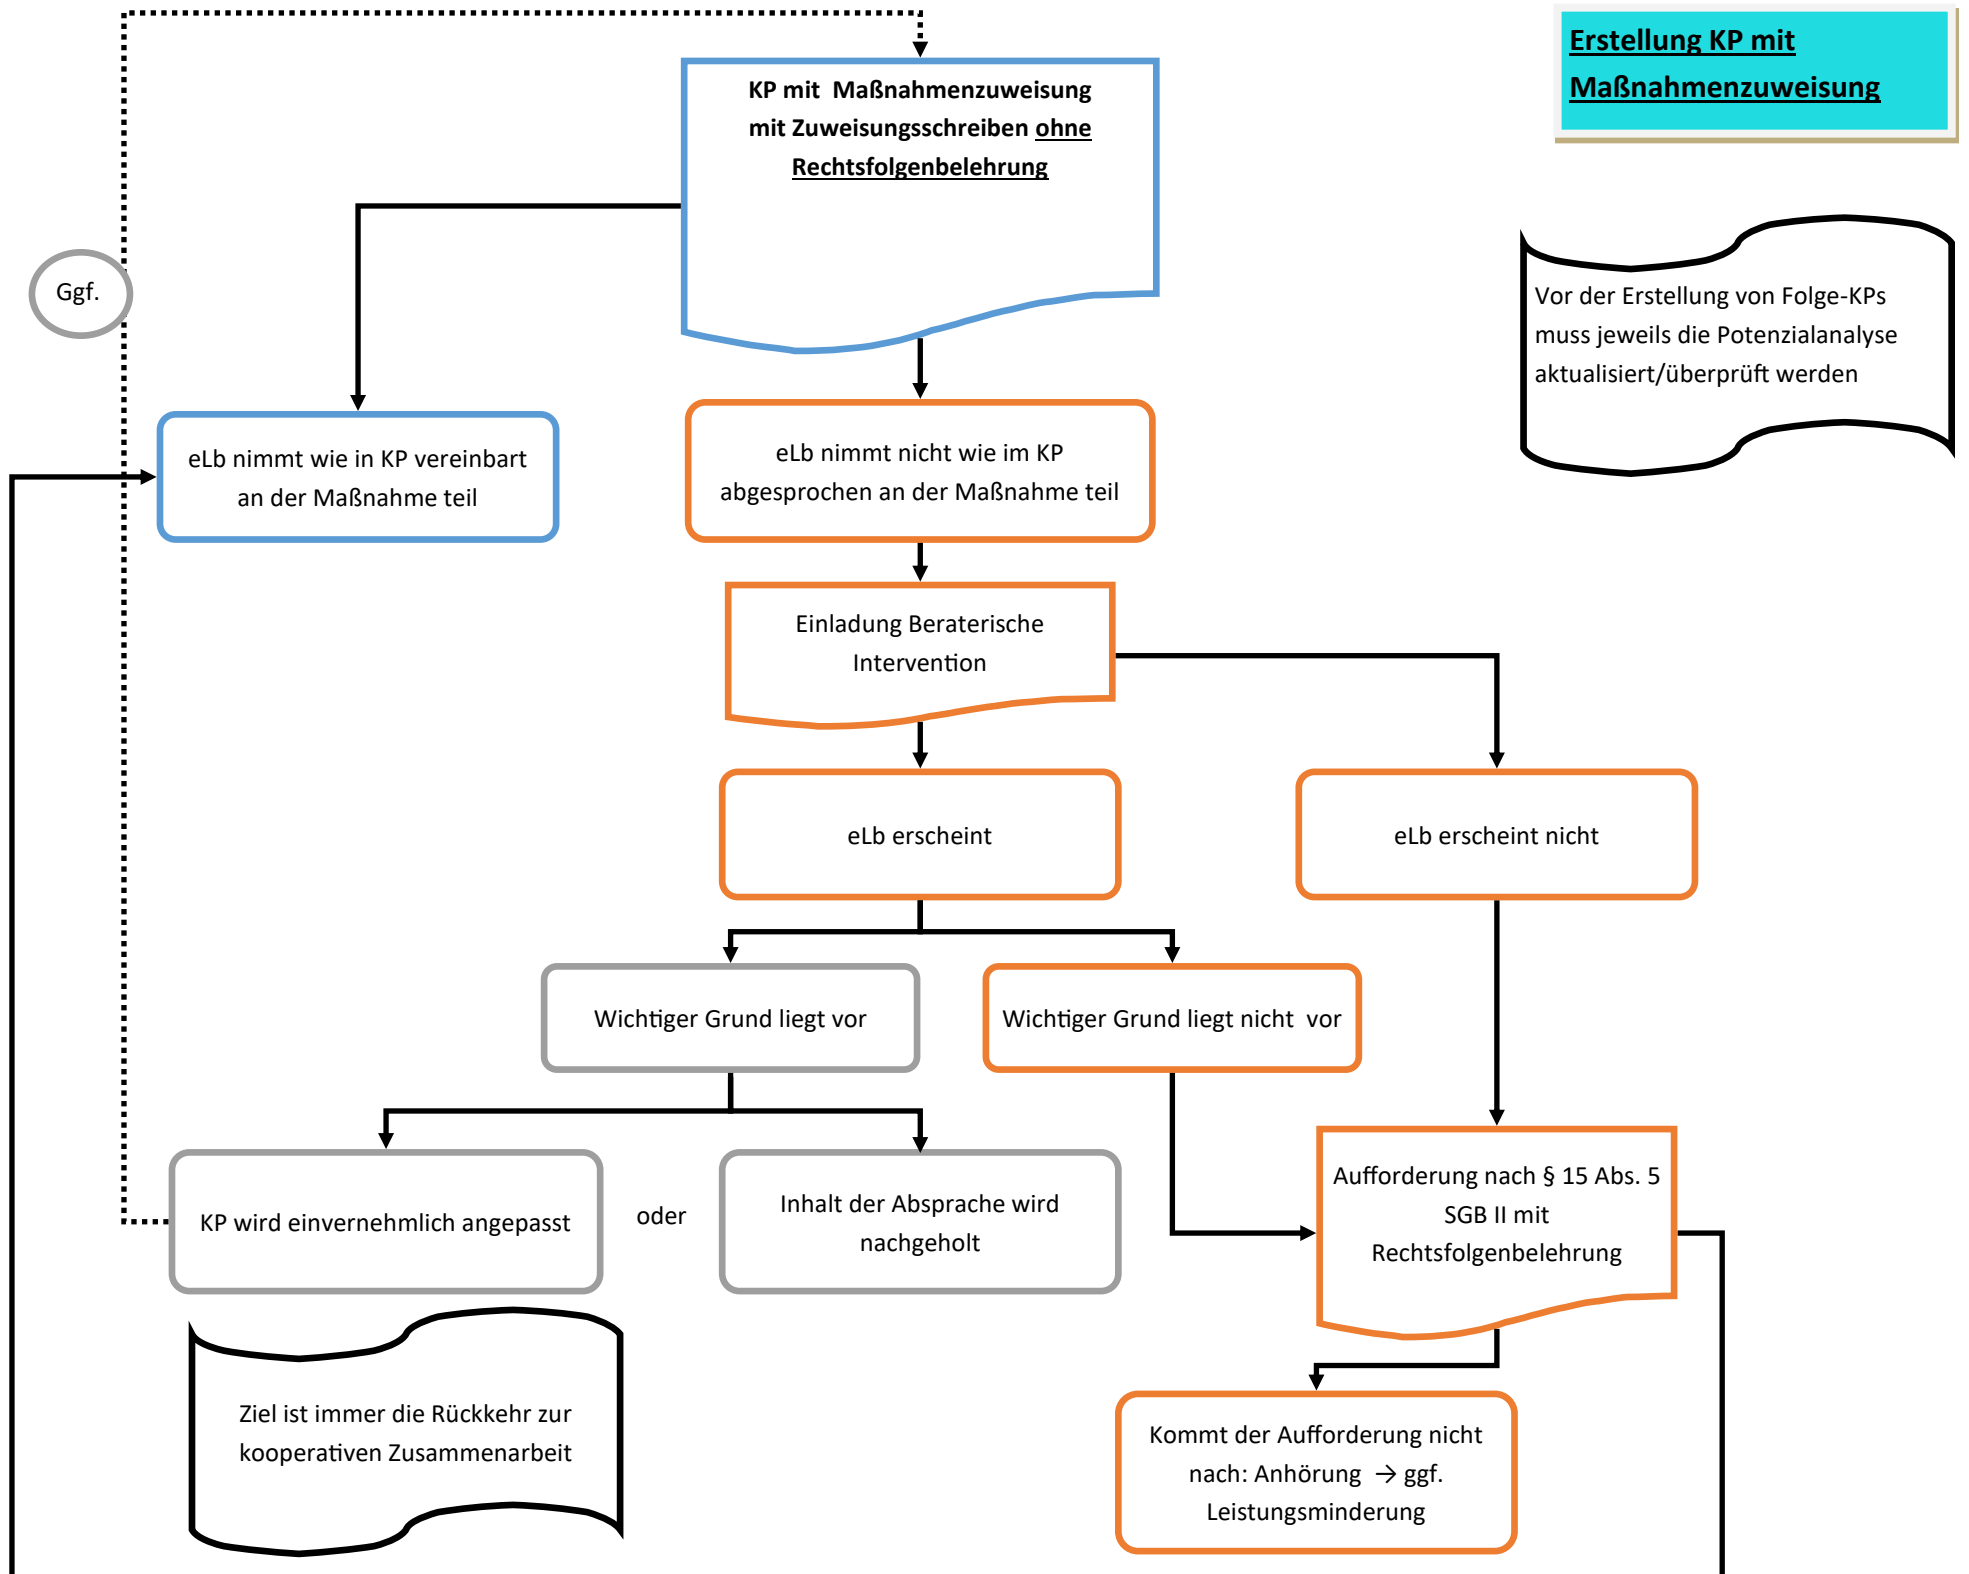 Erstellung KP mit
Maßnahmenzuweisung
KP mit Maßnahmenzuweisung
mit Zuweisungsschreiben ohne
Rechtsfolgenbelehrung
Ggf.
Vor der Erstellung von Folge-KPs
muss jeweils die Potenzialanalyse
aktualisiert/überprüft werden
eLb nimmt wie in KP vereinbart
an der Maßnahme teil
eLb nimmt nicht wie im KP
abgesprochen an der Maßnahme teil
Einladung Beraterische
Intervention
eLb erscheint
eLb erscheint nicht
Wichtiger Grund liegt vor
Wichtiger Grund liegt nicht vor
KP wird einvernehmlich angepasst
oder
Inhalt der Absprache wird
nachgeholt
Aufforderung nach § 15 Abs. 5
SGB II mit
Rechtsfolgenbelehrung
Ziel ist immer die Rückkehr zur
kooperativen Zusammenarbeit
Kommt der Aufforderung nicht
nach: Anhörung → ggf.
Leistungsminderung